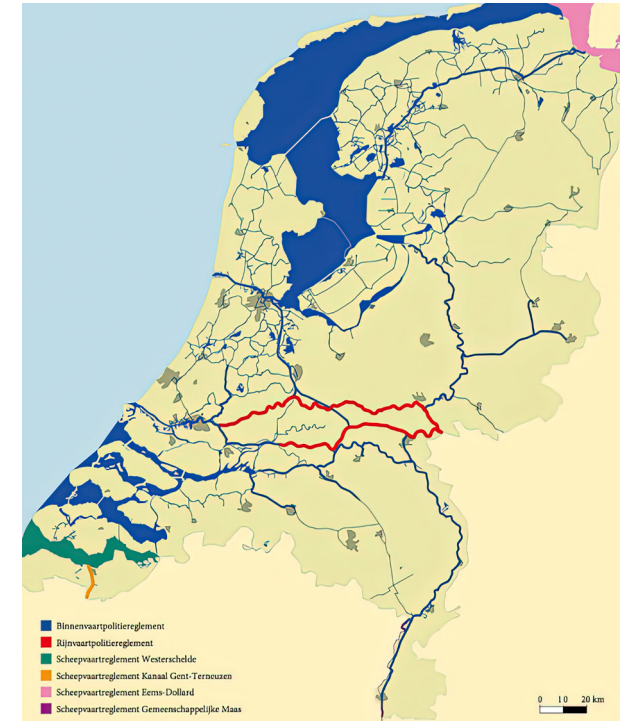 Binnenvaartpolitiereglement
Rijnvaartpolitiereglement
Scheepvaartreglement Westerschelde
Scheepvaartreglement Kanaal Gent-Terneuzen
Scheepvaartreglement Eems-Dollard
Scheepvaartreglement Gemeenschappelijke Maas
0 10 20 km